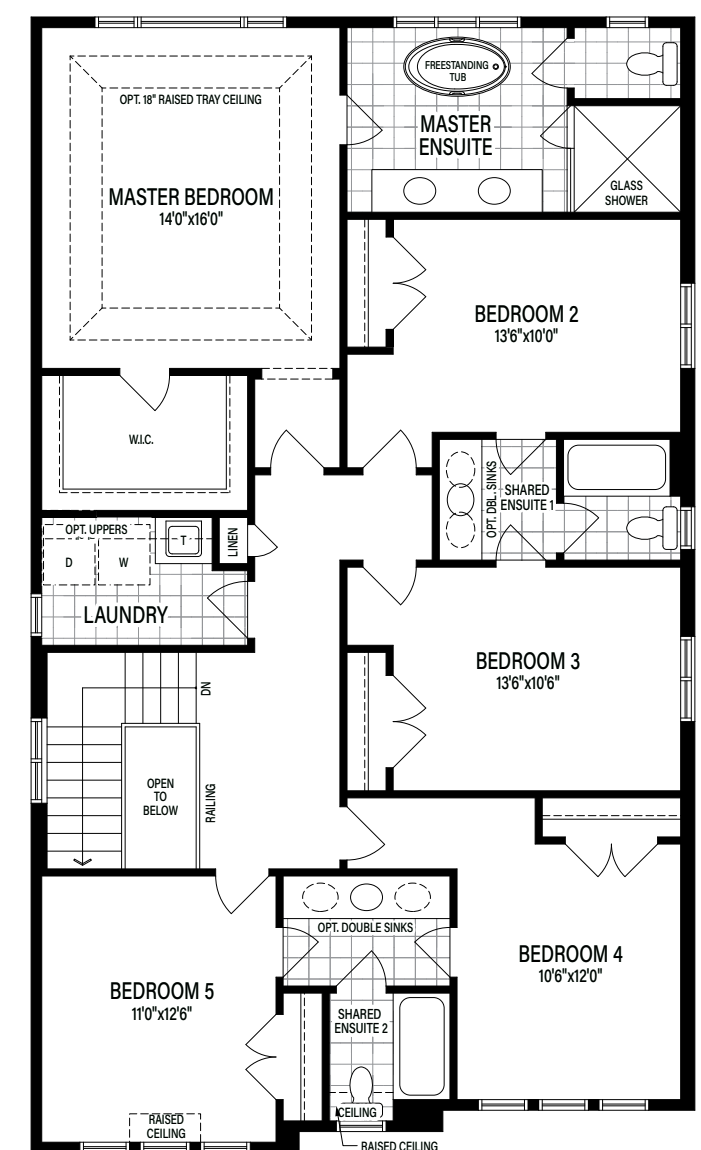 FREESTANDING
TUB
OPT. 18" RAISED TRAY CEILING
MASTER
ENSUITE
MASTER BEDROOM
14'0"x16'0"
GLASS
SHOWER
BEDROOM 2
13'6"x10'0"
W.I.C.
OPT. DBL. SINKS
SHARED
ENSUITE 1
OPT. UPPERS
D
W
T
LINEN
LAUNDRY
BEDROOM 3
13'6"x10'6"
DN
OPEN
TO
BELOW
RAILING
OPT. DOUBLE SINKS
BEDROOM 4
10'6"x12'0"
BEDROOM 5
11'0"x12'6"
SHARED
ENSUITE 2
RAISED
CEILING
CEILING
RAISED CEILING